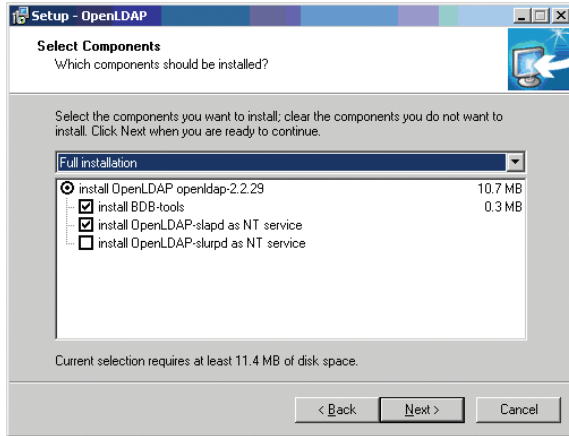 Setup - OpenLDAP
Select Components
Which components should be installed?
Select the components you want to install; clear the components you do not want to
install. Click Next when you are ready to continue.
Full installation
install OpenLDAP openldap-2.2.29 10.7 MB
install BDB-tools 0.3 MB
install OpenLDAP-slapd as NT service
install OpenLDAP-slurpd as NT service
Current selection requires at least 11.4 MB of disk space.
< Back Next > Cancel